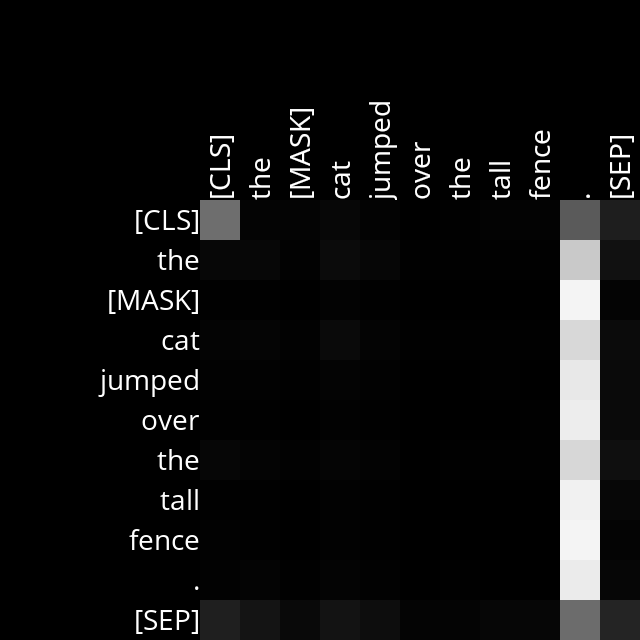 [CLS] the [MASK] cat jumped over the tall fence . [SEP]
[CLS]
the
[MASK]
cat
jumped
over
the
tall
fence
.
[SEP]